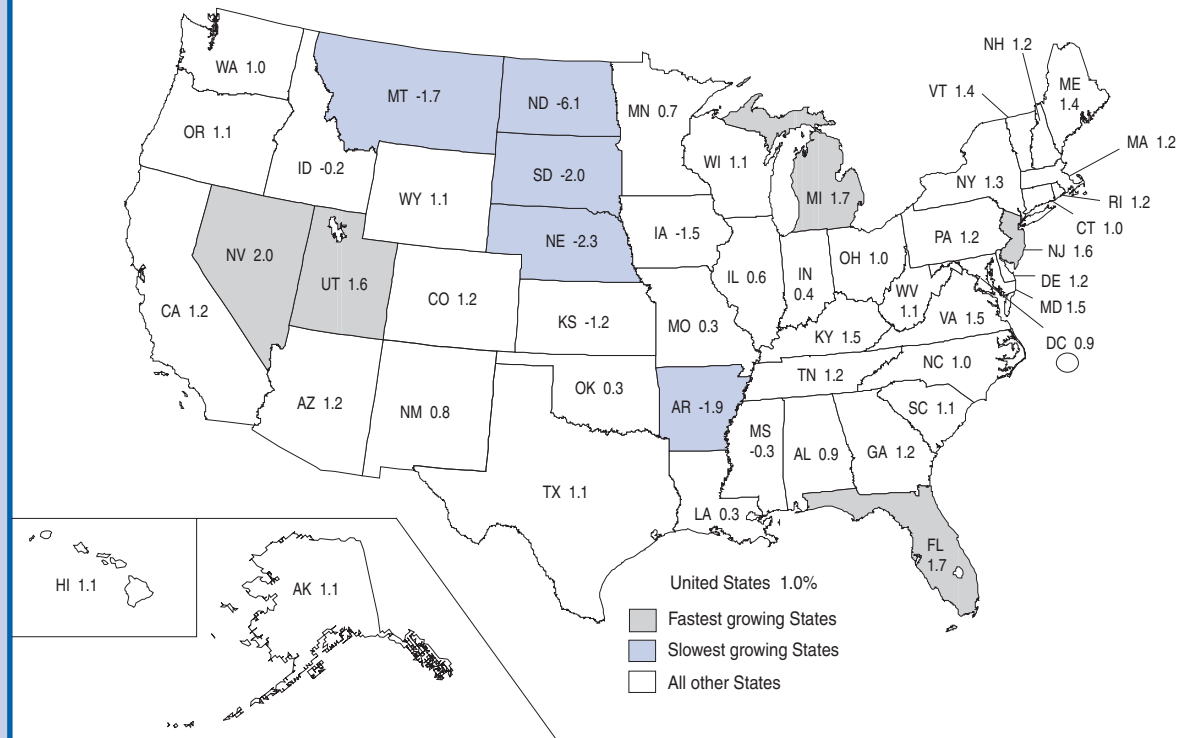 NH 1.2
WA 1.0
VT 1.4
ME
1.4
MT -1.7
ND -6.1
MN 0.7
OR 1.1
MA 1.2
ID -0.2
WI 1.1
SD -2.0
NY 1.3
WY 1.1
MI 1.7
RI 1.2
CT 1.0
NE -2.3
IA -1.5
PA 1.2
NJ 1.6
NV 2.0
OH 1.0
UT 1.6
IL 0.6
IN
0.4
DE 1.2
WV
1.1
MD 1.5
CA 1.2
CO 1.2
KS -1.2
MO 0.3
VA 1.5
KY 1.5
DC 0.9
NC 1.0
TN 1.2
OK 0.3
AZ 1.2
NM 0.8
AR -1.9
SC 1.1
MS
-0.3
AL 0.9
GA 1.2
TX 1.1
LA 0.3
FL
1.7
HI 1.1
AK 1.1
United States 1.0%
Fastest growing States
Slowest growing States
All other States